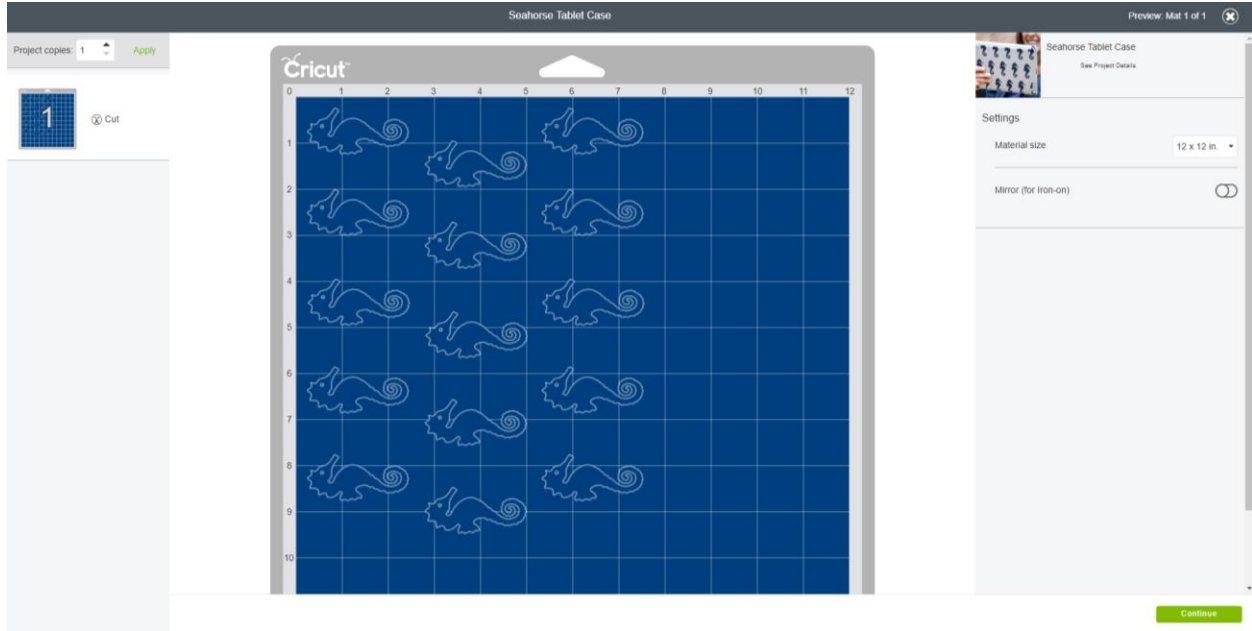 Seahorse Tablet Case
Preview: Mat 1 of 1
Project copies: 1 Apply
1
Cut
Cricut™
0 1 2 3 4 5 6 7 8 9 10 11 12
1
2
3
4
5
6
7
8
9
10
Seahorse Tablet Case
See Project Details
Settings
Material size 12 x 12 in.
Mirror (for Iron-on)
Continue